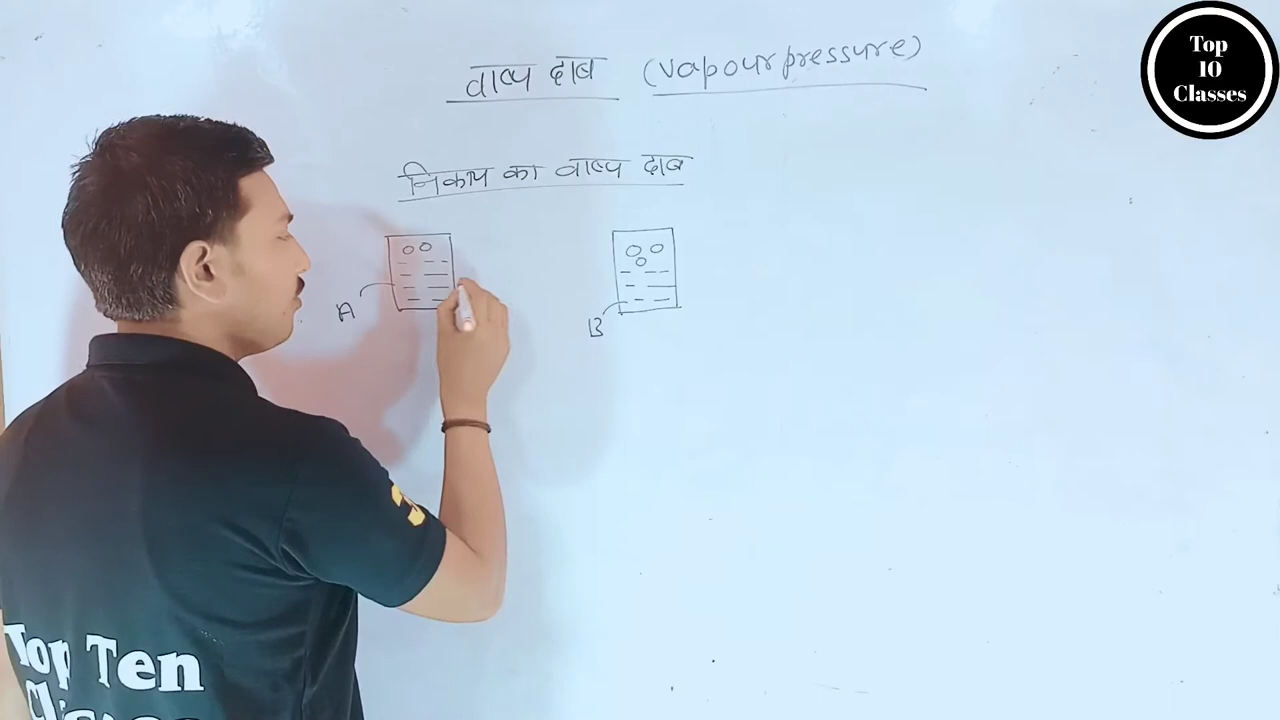 वाष्प दाब (vapour pressure)
निकाय का वाष्प दाब
A
B
Top
10
Classes
Top Ten